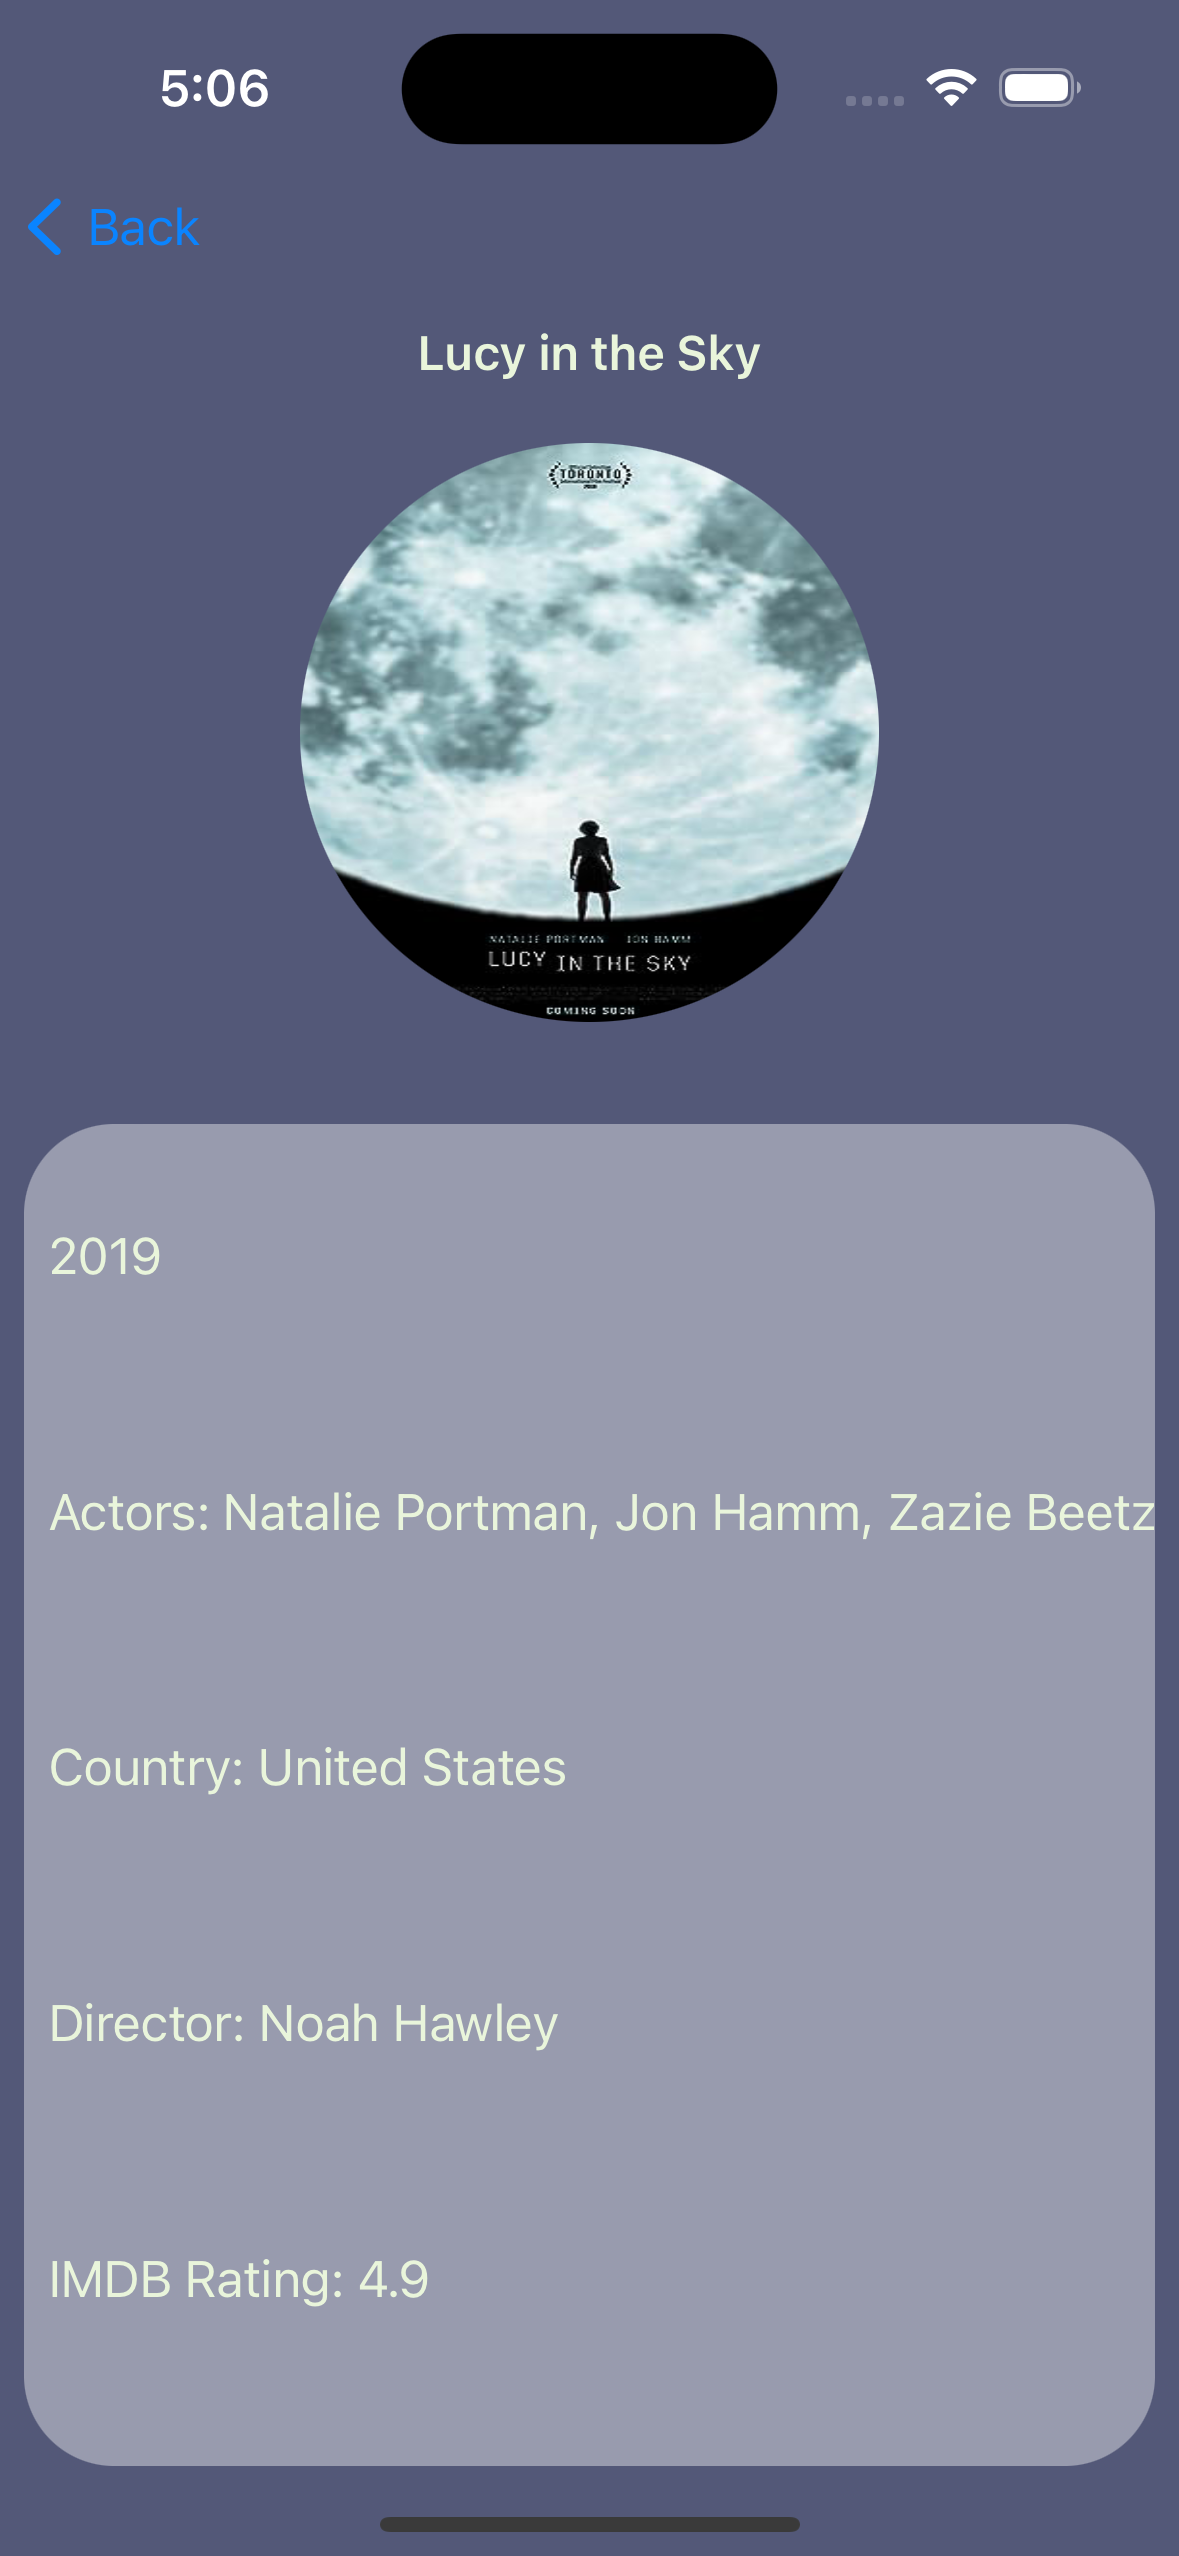 5:06
Back
Lucy in the Sky
TORONTO
NATALIE PORTMAN JON HAMM
LUCY IN THE SKY
COMING SOON
2019
Actors: Natalie Portman, Jon Hamm, Zazie Beetz
Country: United States
Director: Noah Hawley
IMDB Rating: 4.9